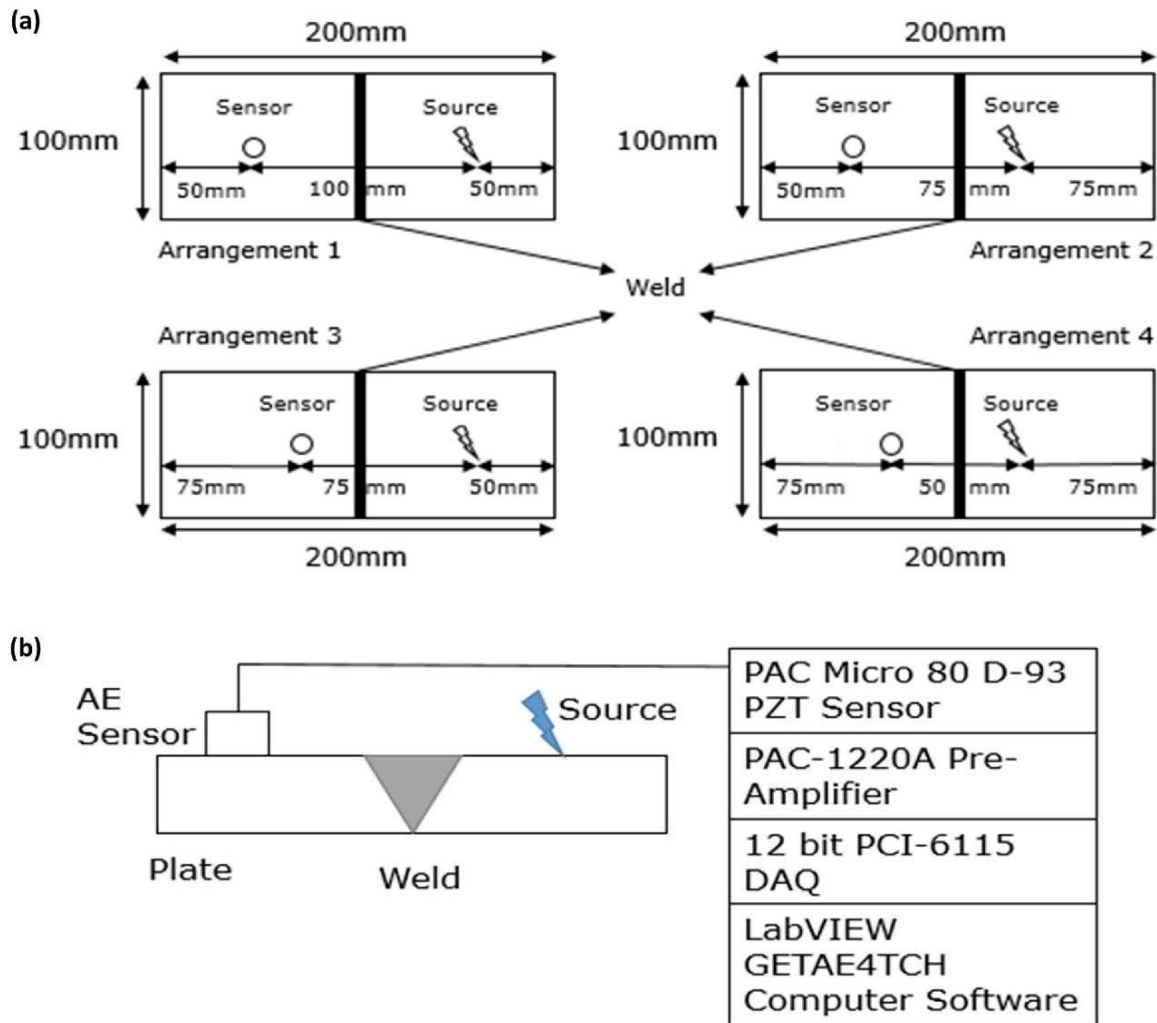 (a)
200mm
200mm
Sensor
Source
Sensor
Source
100mm
100mm
50mm
100 mm
50mm
50mm
75 mm
75mm
Arrangement 1
Arrangement 2
Weld
Arrangement 3
Arrangement 4
Sensor
Source
Sensor
Source
100mm
100mm
75mm
75 mm
50mm
75mm
50 mm
75mm
200mm
200mm
(b)
AE
Sensor
Source
Plate
Weld
PAC Micro 80 D-93
PZT Sensor
PAC-1220A Pre-
Amplifier
12 bit PCI-6115
DAQ
LabVIEW
GETAE4TCH
Computer Software